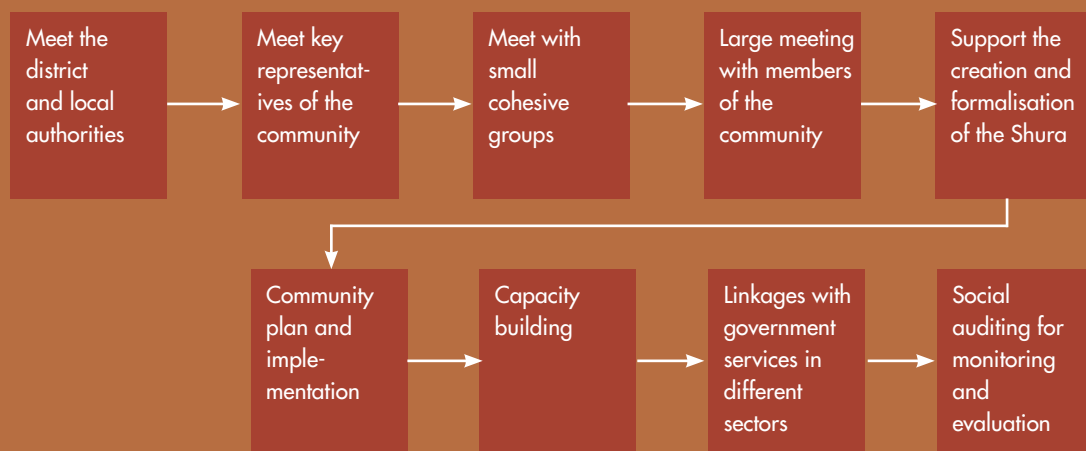 Meet the
district
and local
authorities
Meet key
representat-
ives of the
community
Meet with
small
cohesive
groups
Large meeting
with members
of the
community
Support the
creation and
formalisation
of the Shura
Community
plan and
imple-
mentation
Capacity
building
Linkages with
government
services in
different
sectors
Social
auditing for
monitoring
and
evaluation